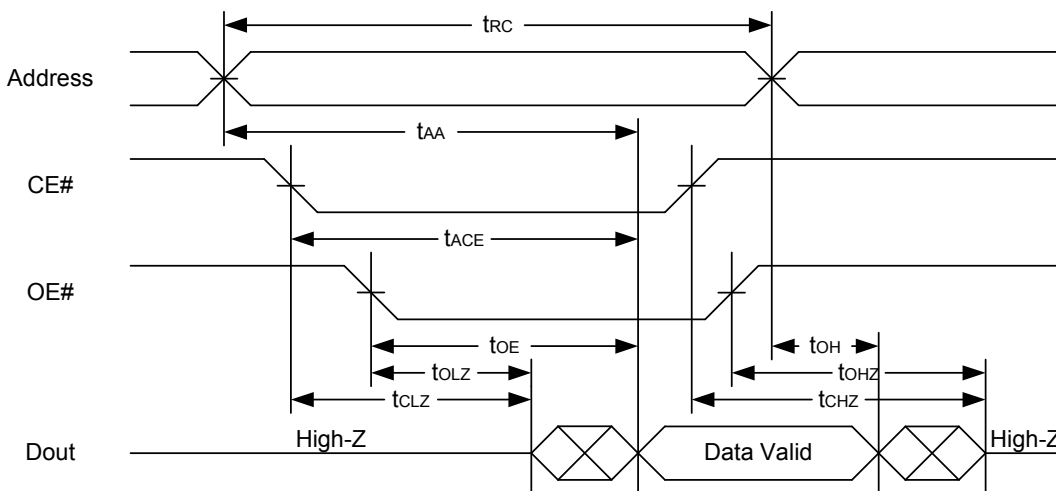 tRC
Address
tAA
CE#
tACE
OE#
tOE
tOH
tOLZ
tOHZ
tCLZ
tCHZ
High-Z
Data Valid
High-Z
Dout